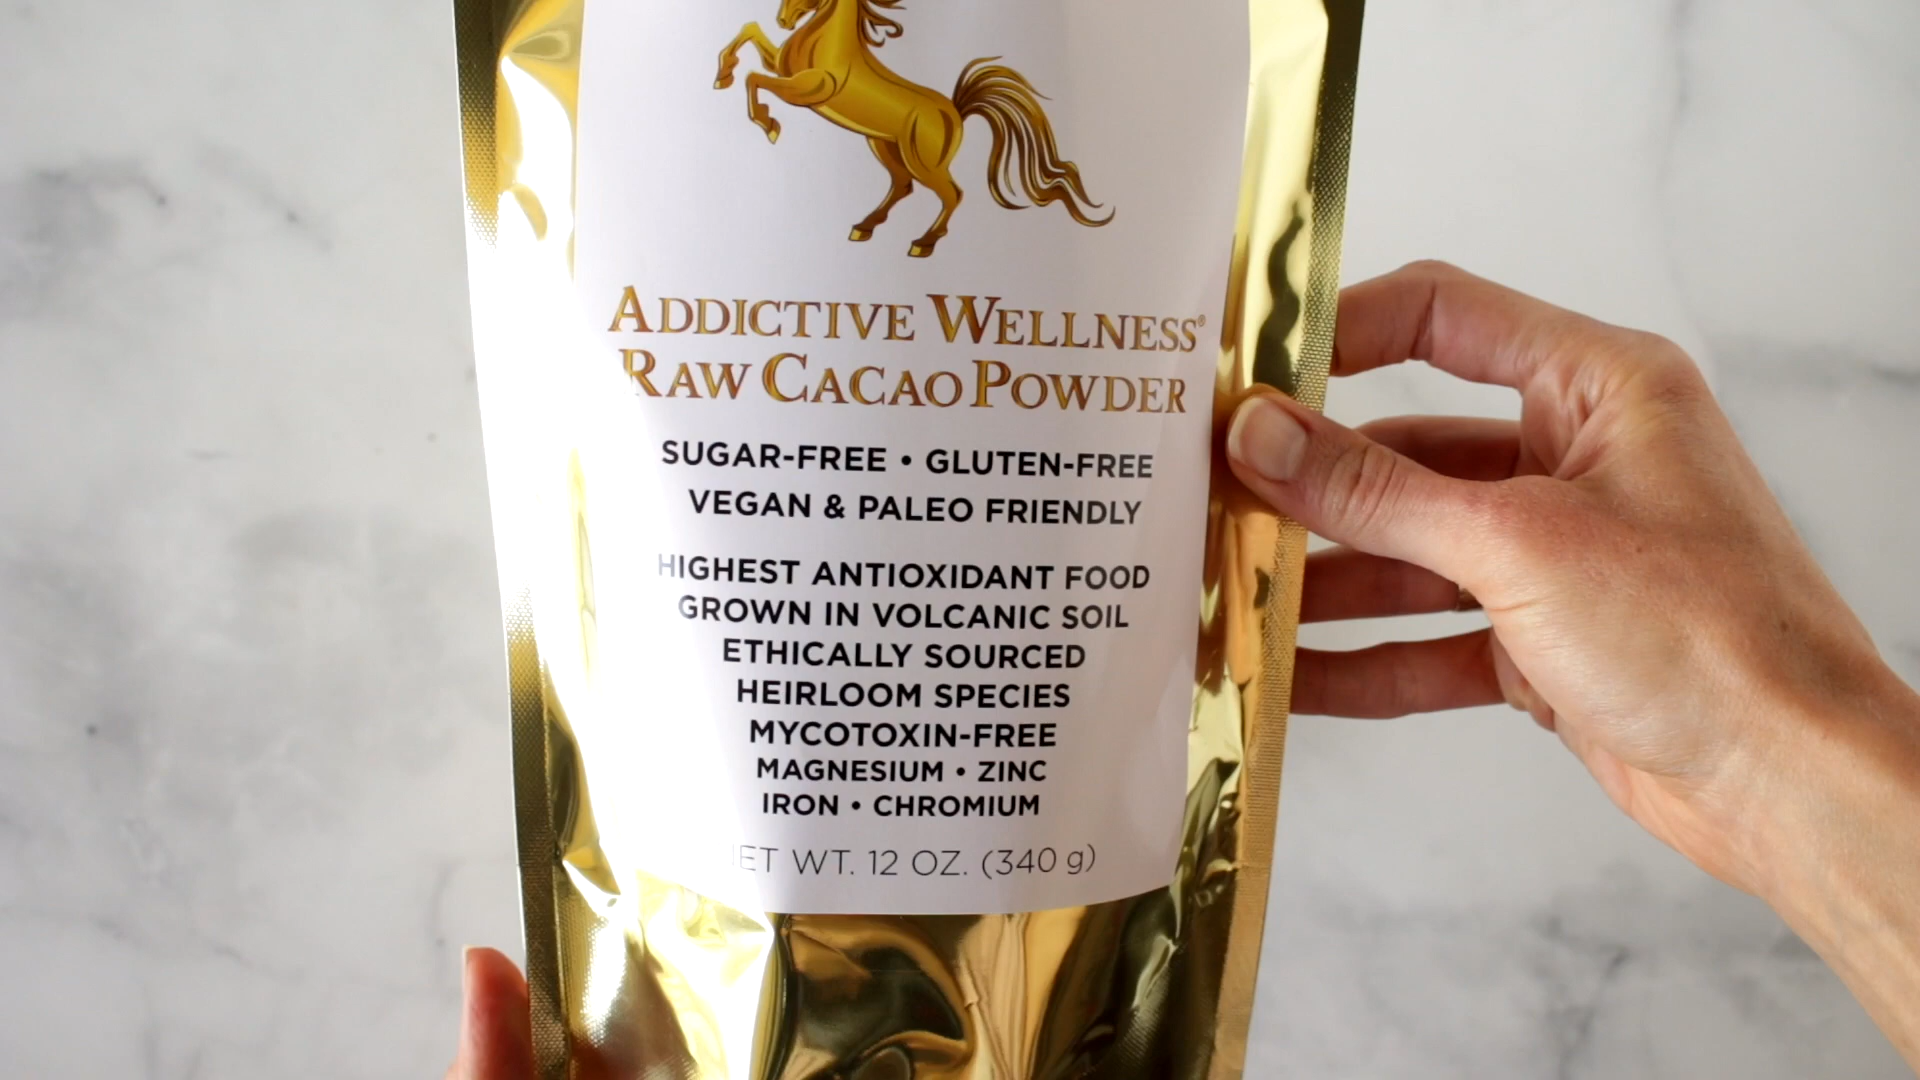 ADDICTIVE WELLNESS®
RAW CACAO POWDER
SUGAR-FREE • GLUTEN-FREE
VEGAN & PALEO FRIENDLY
HIGHEST ANTIOXIDANT FOOD
GROWN IN VOLCANIC SOIL
ETHICALLY SOURCED
HEIRLOOM SPECIES
MYCOTOXIN-FREE
MAGNESIUM • ZINC
IRON • CHROMIUM
NET WT. 12 OZ. (340 g)